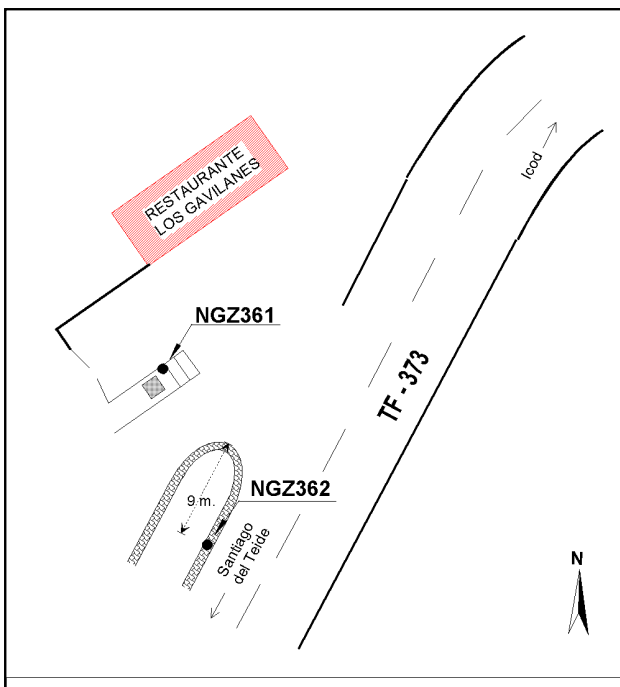 Icod
RESTAURANTE
LOS GAVILANES
NGZ361
TF - 373
NGZ362
9 m.
Santiago
del Teide
N